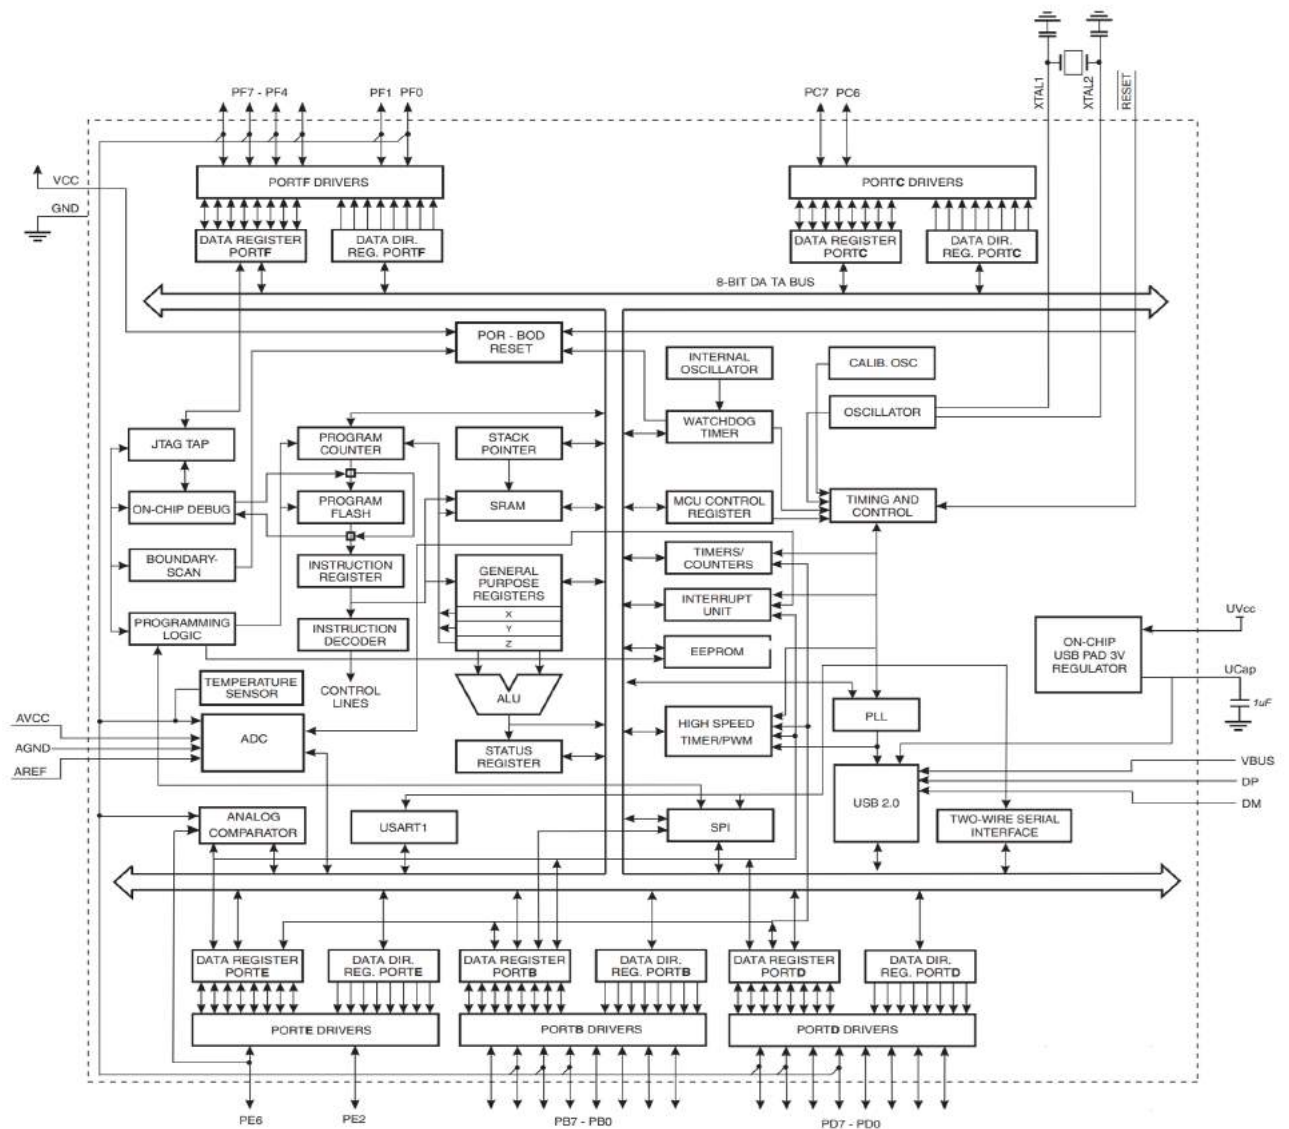 XTAL1
XTAL2
RESET
PF7 - PF4
PF1
PF0
PC7
PC6
VCC
GND
PORTF DRIVERS
PORTC DRIVERS
DATA REGISTER
PORTF
DATA DIR.
REG. PORTF
DATA REGISTER
PORTC
DATA DIR.
REG. PORTC
8-BIT DA TA BUS
POR - BOD
RESET
INTERNAL
OSCILLATOR
CALIB. OSC
OSCILLATOR
WATCHDOG
TIMER
JTAG TAP
PROGRAM
COUNTER
STACK
POINTER
ON-CHIP DEBUG
PROGRAM
FLASH
SRAM
MCU CONTROL
REGISTER
TIMING AND
CONTROL
BOUNDARY-
SCAN
INSTRUCTION
REGISTER
GENERAL
PURPOSE
REGISTERS
X
Y
Z
TIMERS/
COUNTERS
INTERRUPT
UNIT
PROGRAMMING
LOGIC
INSTRUCTION
DECODER
EEPROM
ON-CHIP
USB PAD 3V
REGULATOR
UVcc
UCap
1uF
TEMPERATURE
SENSOR
CONTROL
LINES
ALU
AVCC
AGND
AREF
ADC
STATUS
REGISTER
HIGH SPEED
TIMER/PWM
PLL
USB 2.0
VBUS
DP
DM
ANALOG
COMPARATOR
USART1
SPI
TWO-WIRE SERIAL
INTERFACE
DATA REGISTER
PORTE
DATA DIR.
REG. PORTE
DATA REGISTER
PORTB
DATA DIR.
REG. PORTB
DATA REGISTER
PORTD
DATA DIR.
REG. PORTD
PORTE DRIVERS
PORTB DRIVERS
PORTD DRIVERS
PE6
PE2
PB7 - PB0
PD7 - PD0